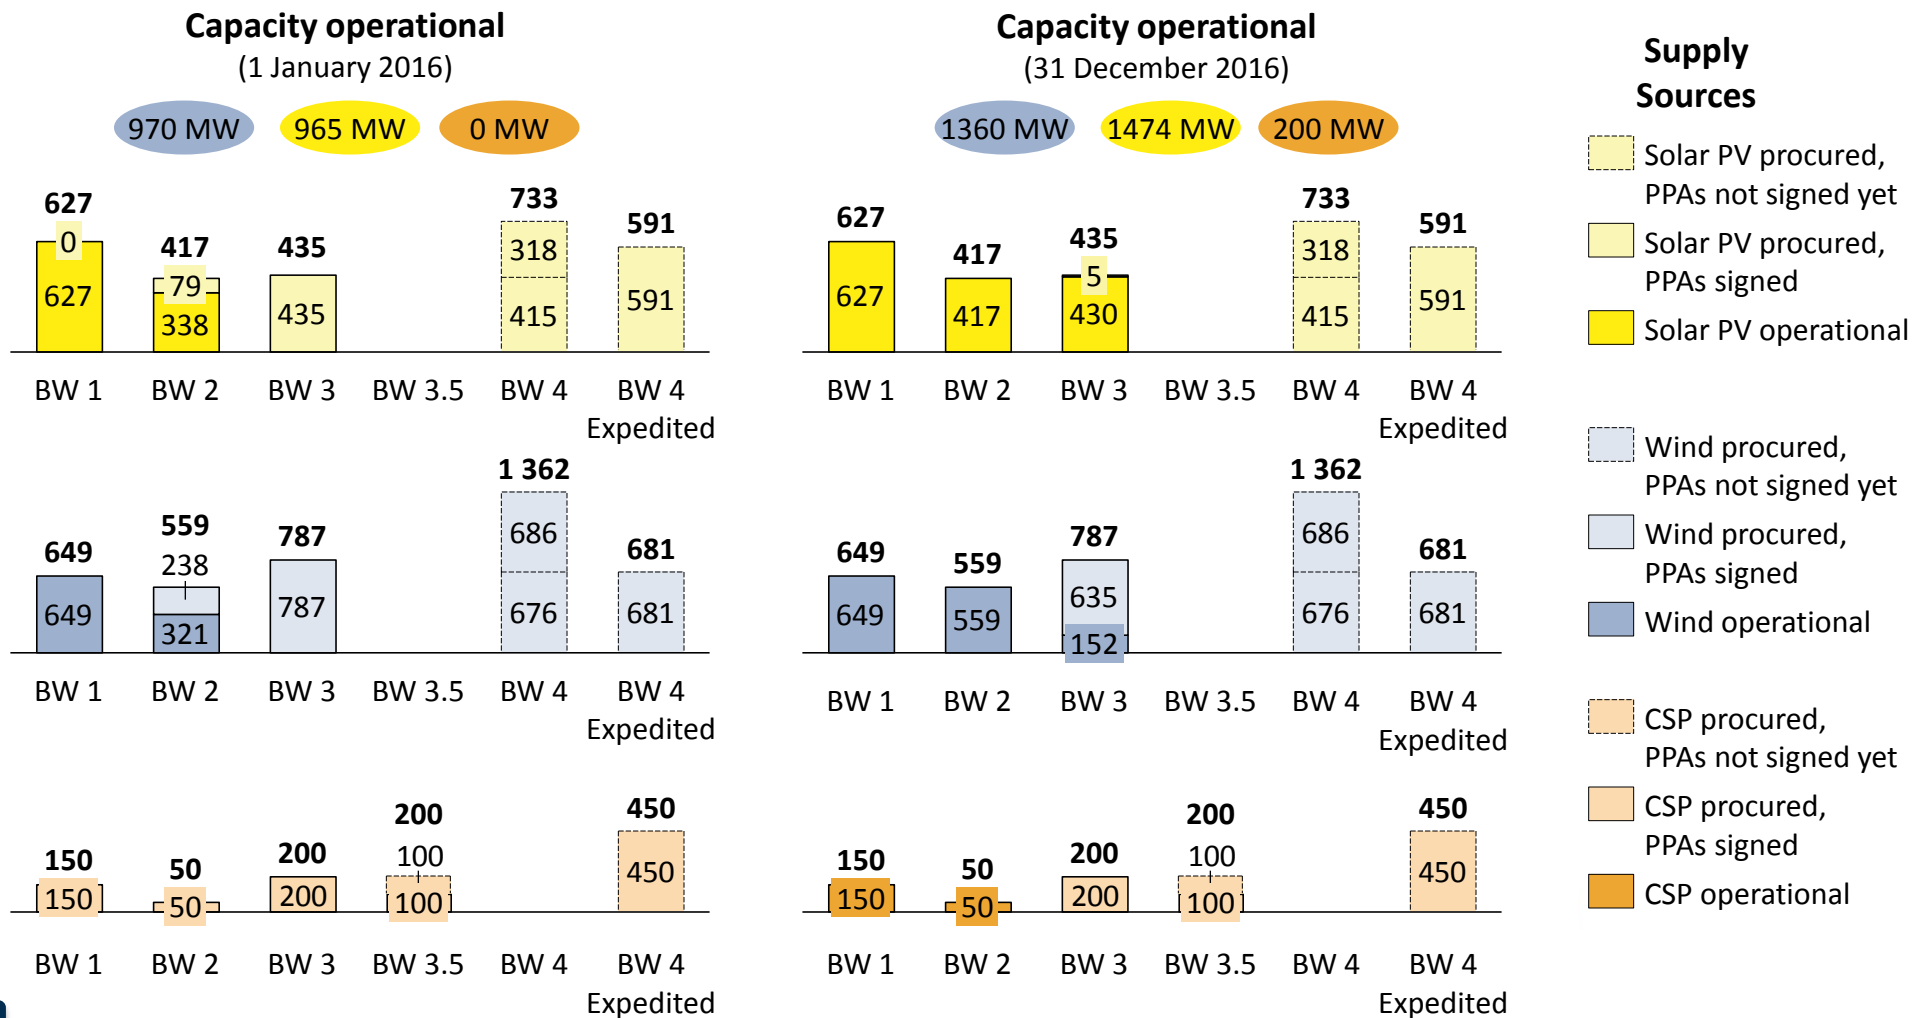 Capacity operational
(1 January 2016)
970 MW 965 MW 0 MW
627
0
627
417
79
338
435
435
733
318
415
591
591
BW 1 BW 2 BW 3 BW 3.5 BW 4 BW 4
Expedited
649
649
559
238
321
787
787
1 362
686
676
681
681
BW 1 BW 2 BW 3 BW 3.5 BW 4 BW 4
Expedited
150
150
50
50
200
200
200
100
100
450
450
BW 1 BW 2 BW 3 BW 3.5 BW 4 BW 4
Expedited
Capacity operational
(31 December 2016)
1360 MW 1474 MW 200 MW
627
627
417
417
435
5
430
733
318
415
591
591
BW 1 BW 2 BW 3 BW 3.5 BW 4 BW 4
Expedited
649
649
559
559
787
635
152
1 362
686
676
681
681
BW 1 BW 2 BW 3 BW 3.5 BW 4 BW 4
Expedited
150
150
50
50
200
200
200
100
100
450
450
BW 1 BW 2 BW 3 BW 3.5 BW 4 BW 4
Expedited
Supply
Sources
Solar PV procured,
PPAs not signed yet
Solar PV procured,
PPAs signed
Solar PV operational
Wind procured,
PPAs not signed yet
Wind procured,
PPAs signed
Wind operational
CSP procured,
PPAs not signed yet
CSP procured,
PPAs signed
CSP operational